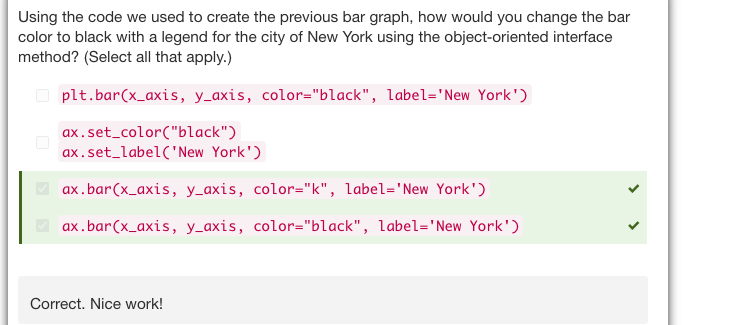 Using the code we used to create the previous bar graph, how would you change the bar
color to black with a legend for the city of New York using the object-oriented interface
method? (Select all that apply.)
plt.bar(x_axis, y_axis, color="black", label='New York')
ax.set_color("black")
ax.set_label('New York')
ax.bar(x_axis, y_axis, color="k", label='New York')
ax.bar(x_axis, y_axis, color="black", label='New York')
Correct. Nice work!